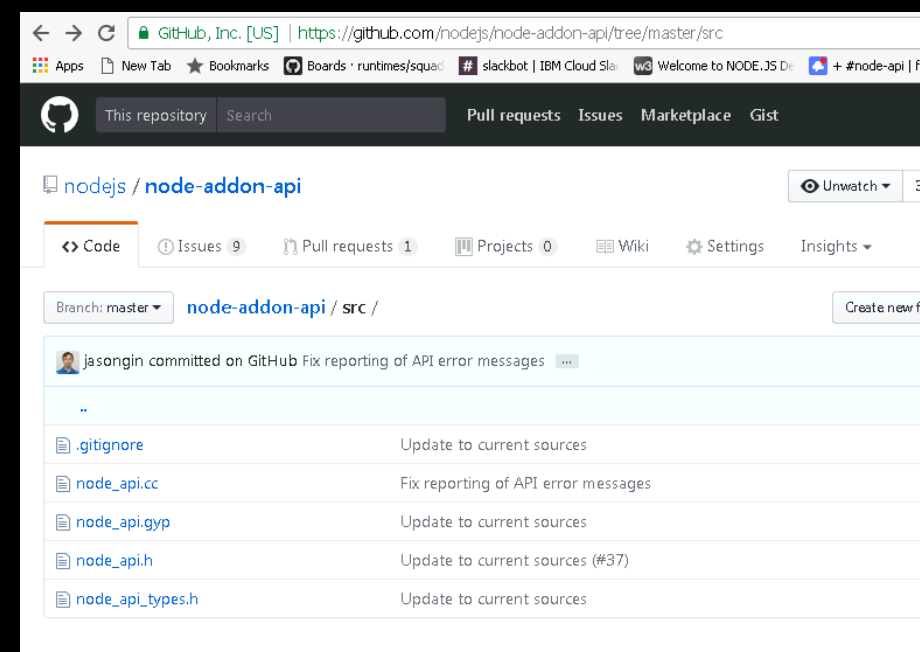 GitHub, Inc. [US] | https://github.com/nodejs/node-addon-api/tree/master/src
Apps New Tab Bookmarks Boards · runtimes/squad # slackbot | IBM Cloud Sla w3 Welcome to NODE.JS De + #node-api | f
This repository Search Pull requests Issues Marketplace Gist
nodejs / node-addon-api Unwatch 3
<> Code Issues 9 Pull requests 1 Projects 0 Wiki Settings Insights
Branch: master node-addon-api / src / Create new f
jasongin committed on GitHub Fix reporting of API error messages ...
..
.gitignore Update to current sources
node_api.cc Fix reporting of API error messages
node_api.gyp Update to current sources
node_api.h Update to current sources (#37)
node_api_types.h Update to current sources